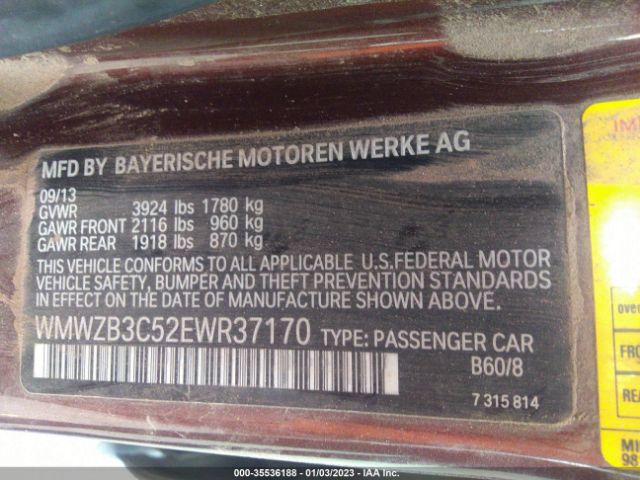 MFD BY BAYERISCHE MOTOREN WERKE AG
09/13
GVWR 3924 lbs 1780 kg
GAWR FRONT 2116 lbs 960 kg
GAWR REAR 1918 lbs 870 kg
THIS VEHICLE CONFORMS TO ALL APPLICABLE U.S.FEDERAL MOTOR
VEHICLE SAFETY, BUMPER AND THEFT PREVENTION STANDARDS
IN EFFECT ON THE DATE OF MANUFACTURE SHOWN ABOVE.
WMWZB3C52EWR37170 TYPE: PASSENGER CAR
B60/8
7 315 814
000-35536188 - 01/03/2023 - IAA Inc.